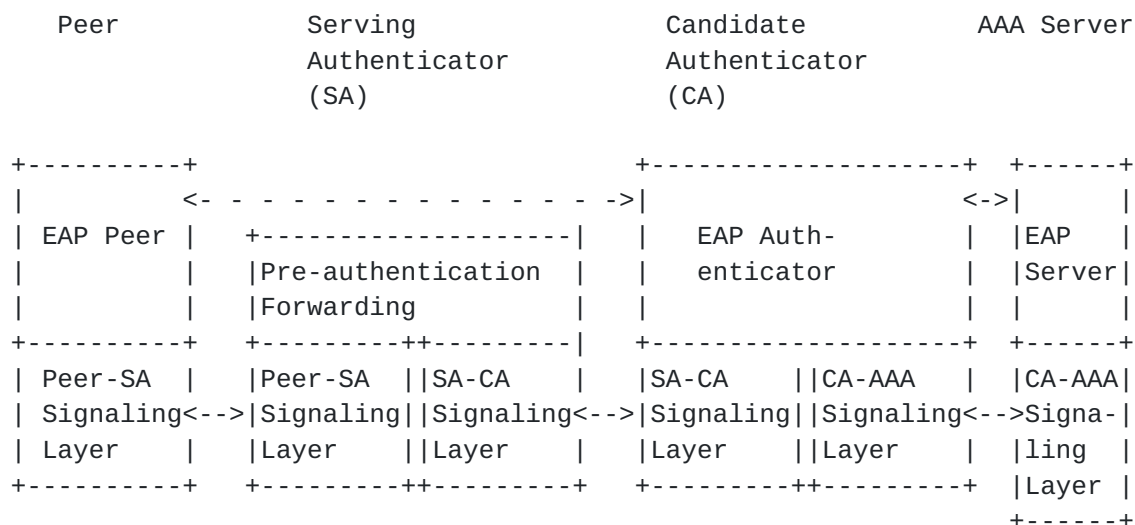 Peer            Serving                Candidate          AAA Server
                Authenticator          Authenticator
                (SA)                   (CA)
+----------+                            +--------------------+  +------+
|          <- - - - - - - - - - - - - ->|                    <->|      |
| EAP Peer |   +--------------------|   |   EAP Auth-        |  |EAP   |
|          |   |Pre-authentication  |   |   enticator        |  |Server|
|          |   |Forwarding          |   |                    |  |      |
+----------+   +---------++---------|   +--------------------+  +------+
| Peer-SA  |   |Peer-SA  ||SA-CA    |   |SA-CA    ||CA-AAA   |  |CA-AAA|
| Signaling<-->|Signaling||Signaling<-->|Signaling||Signaling<-->Signa-|
| Layer    |   |Layer    ||Layer    |   |Layer    ||Layer    |  |ling  |
+----------+   +---------++---------+   +---------++---------+  |Layer |
                                                                +------+